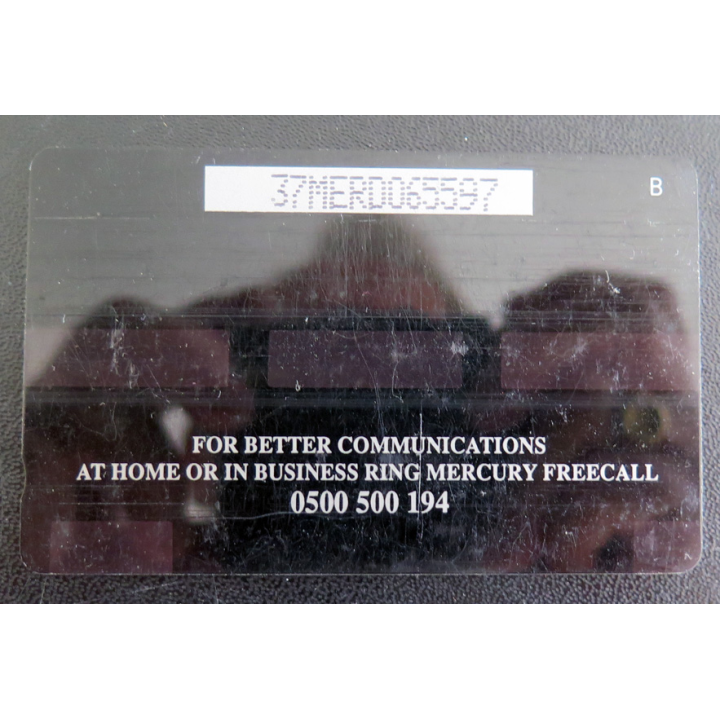 37MERD065597
B
FOR BETTER COMMUNICATIONS
AT HOME OR IN BUSINESS RING MERCURY FREECALL
0500 500 194